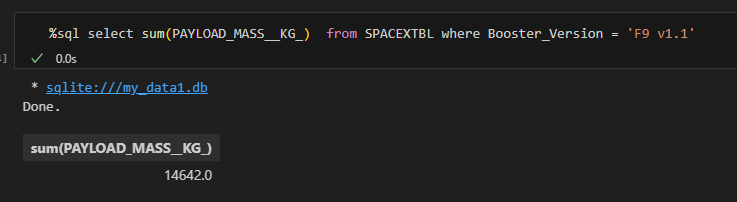 %sql select sum(PAYLOAD_MASS__KG_)  from SPACEXTBL where Booster_Version = 'F9 v1.1'
]
✓ 0.0s
* sqlite:///my_data1.db
Done.
sum(PAYLOAD_MASS__KG_)
14642.0